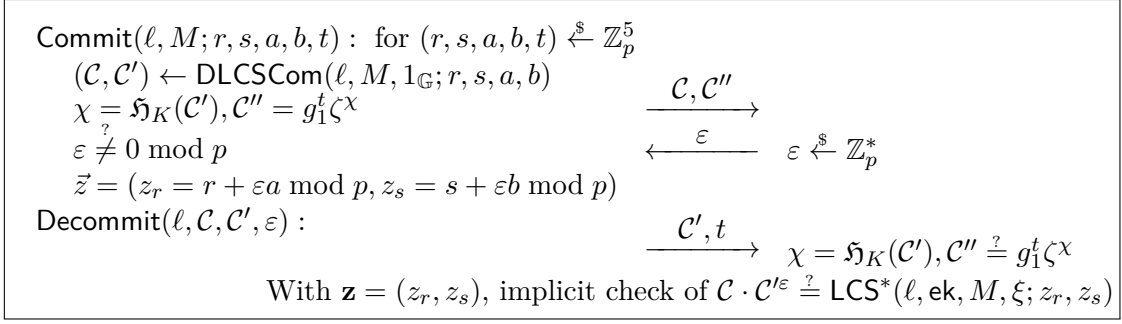 Commit(ℓ, M; r, s, a, b, t) : for (r, s, a, b, t) ←$ ℤ_p^5
(𝒞, 𝒞′) ← DLCSCom(ℓ, M, 1_𝔾; r, s, a, b)
χ = ℌ_K(𝒞′), 𝒞″ = g_1^t ζ^χ    𝒞, 𝒞″ ⟶
ε ≠? 0 mod p    ε ⟵    ε ←$ ℤ_p^*
z⃗ = (z_r = r + εa mod p, z_s = s + εb mod p)
Decommit(ℓ, 𝒞, 𝒞′, ε) :
𝒞′, t ⟶    χ = ℌ_K(𝒞′), 𝒞″ =? g_1^t ζ^χ
With 𝐳 = (z_r, z_s), implicit check of 𝒞 · 𝒞′^ε =? LCS*(ℓ, ek, M, ξ; z_r, z_s)